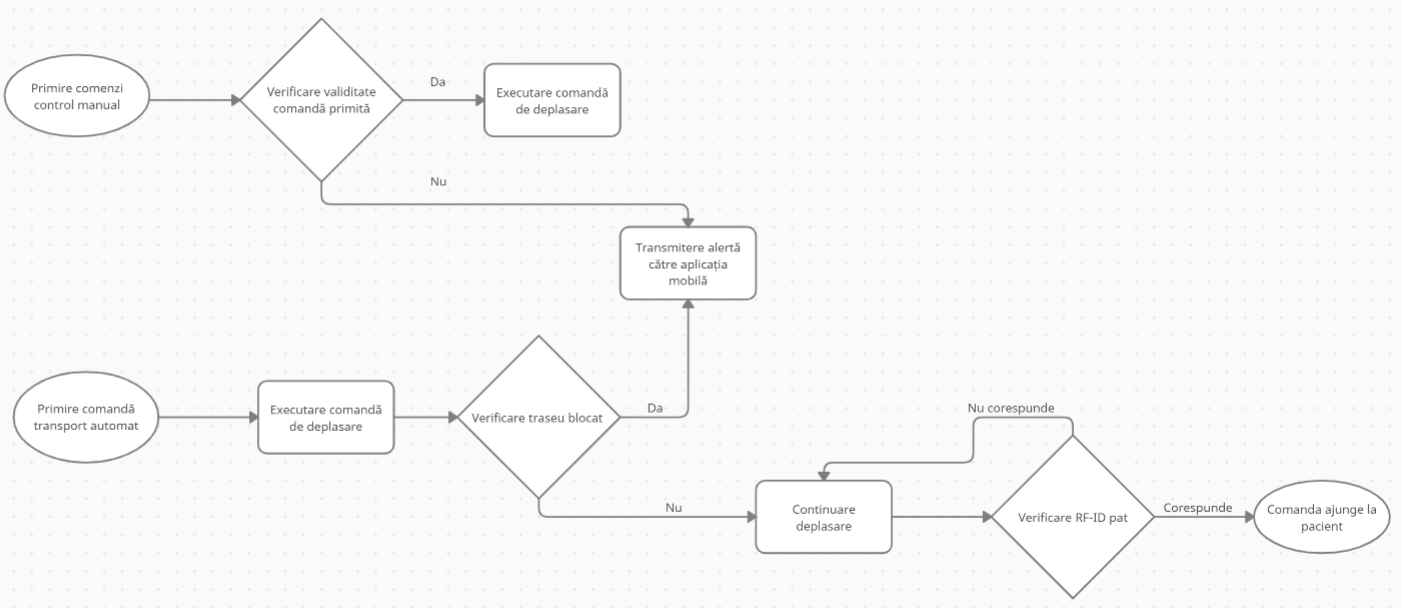 Primire comenzi
control manual
Verificare validitate
comandă primită
Da
Executare comandă
de deplasare
Nu
Transmitere alertă
către aplicația
mobilă
Primire comandă
transport automat
Executare comandă
de deplasare
Verificare traseu blocat
Da
Nu
Continuare
deplasare
Nu corespunde
Verificare RF-ID pat
Corespunde
Comanda ajunge la
pacient